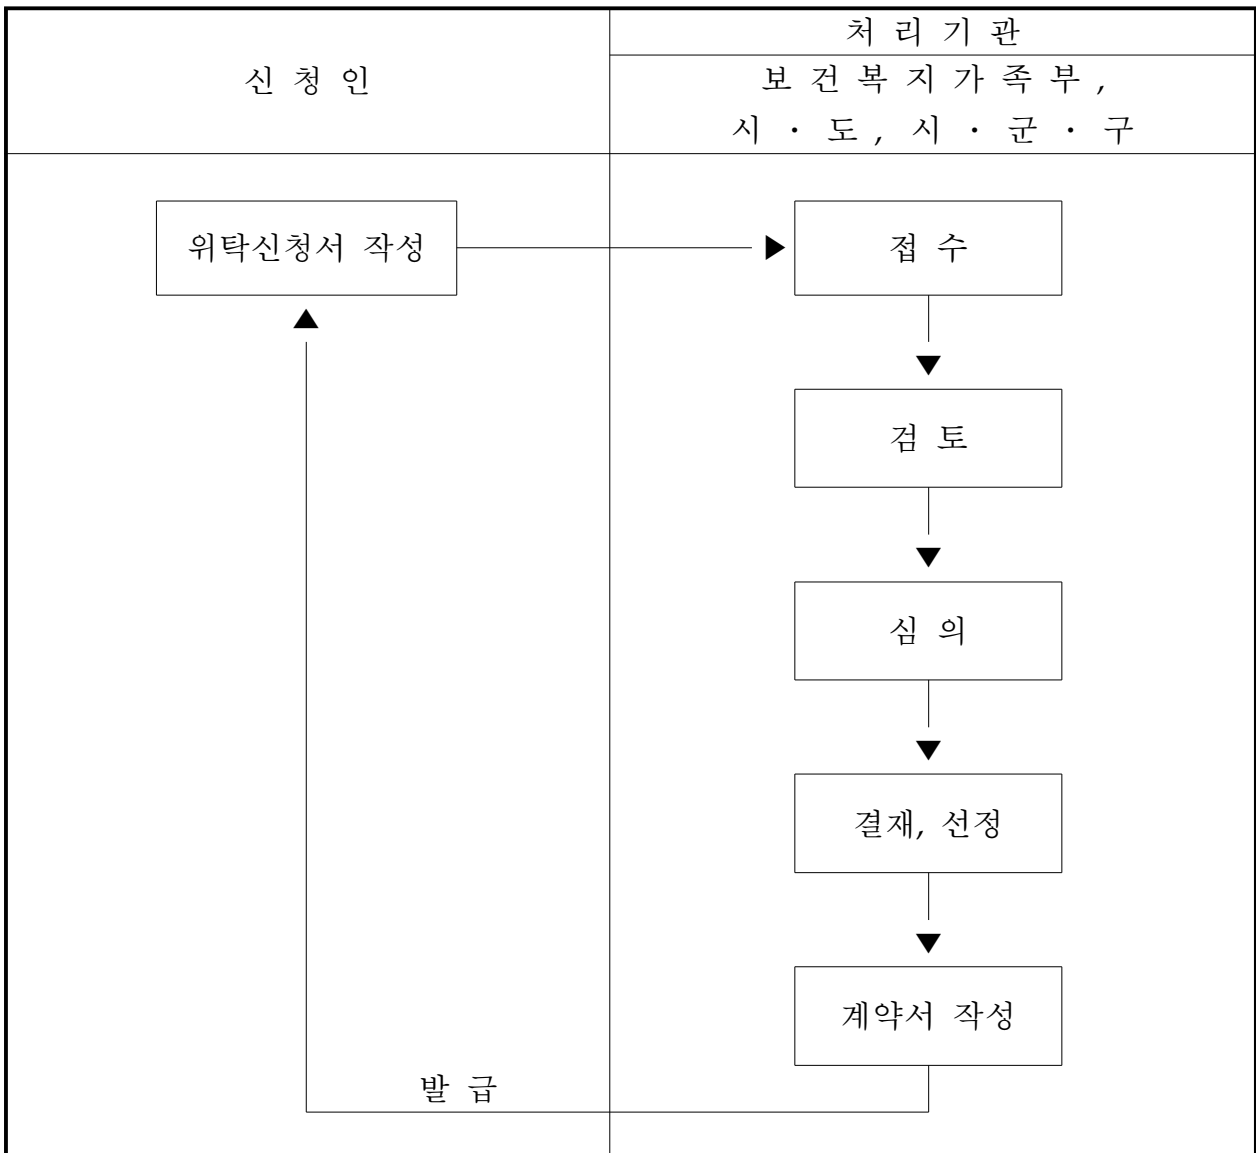 처 리 기 관
신 청 인
보 건 복 지 가 족 부 ,
시 · 도 , 시 · 군 · 구
위탁신청서 작성
접 수
검 토
심 의
결재, 선정
계약서 작성
발 급